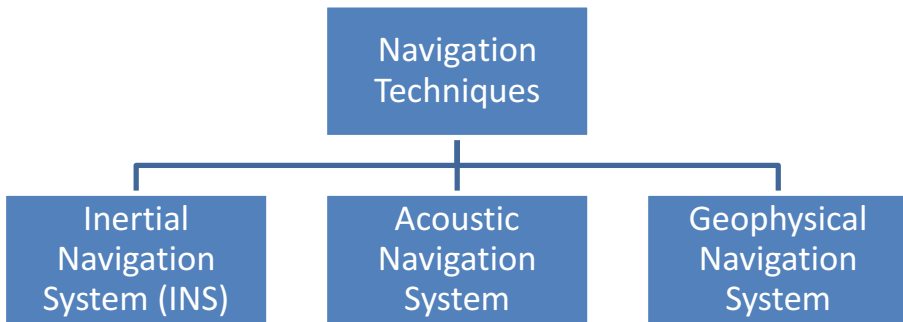 Navigation
Techniques
Inertial
Navigation
System (INS)
Acoustic
Navigation
System
Geophysical
Navigation
System